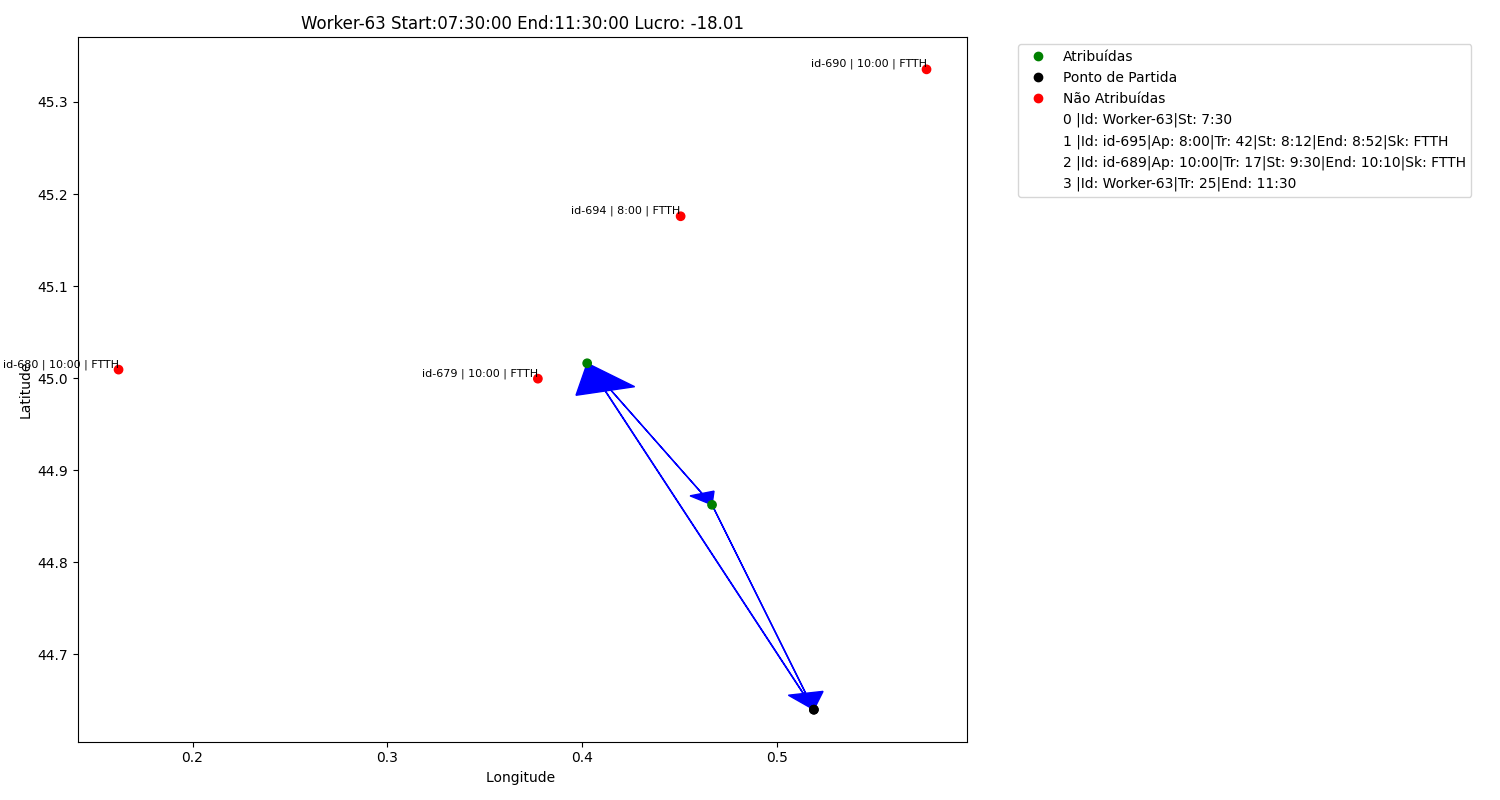 Worker-63 Start:07:30:00 End:11:30:00 Lucro: -18.01
id-690 | 10:00 | FTTH
id-694 | 8:00 | FTTH
id-680 | 10:00 | FTTH
id-679 | 10:00 | FTTH
45.3
45.2
45.1
45.0
44.9
44.8
44.7
Latitude
0.2
0.3
0.4
0.5
Longitude
Atribuídas
Ponto de Partida
Não Atribuídas
0 |Id: Worker-63|St: 7:30
1 |Id: id-695|Ap: 8:00|Tr: 42|St: 8:12|End: 8:52|Sk: FTTH
2 |Id: id-689|Ap: 10:00|Tr: 17|St: 9:30|End: 10:10|Sk: FTTH
3 |Id: Worker-63|Tr: 25|End: 11:30